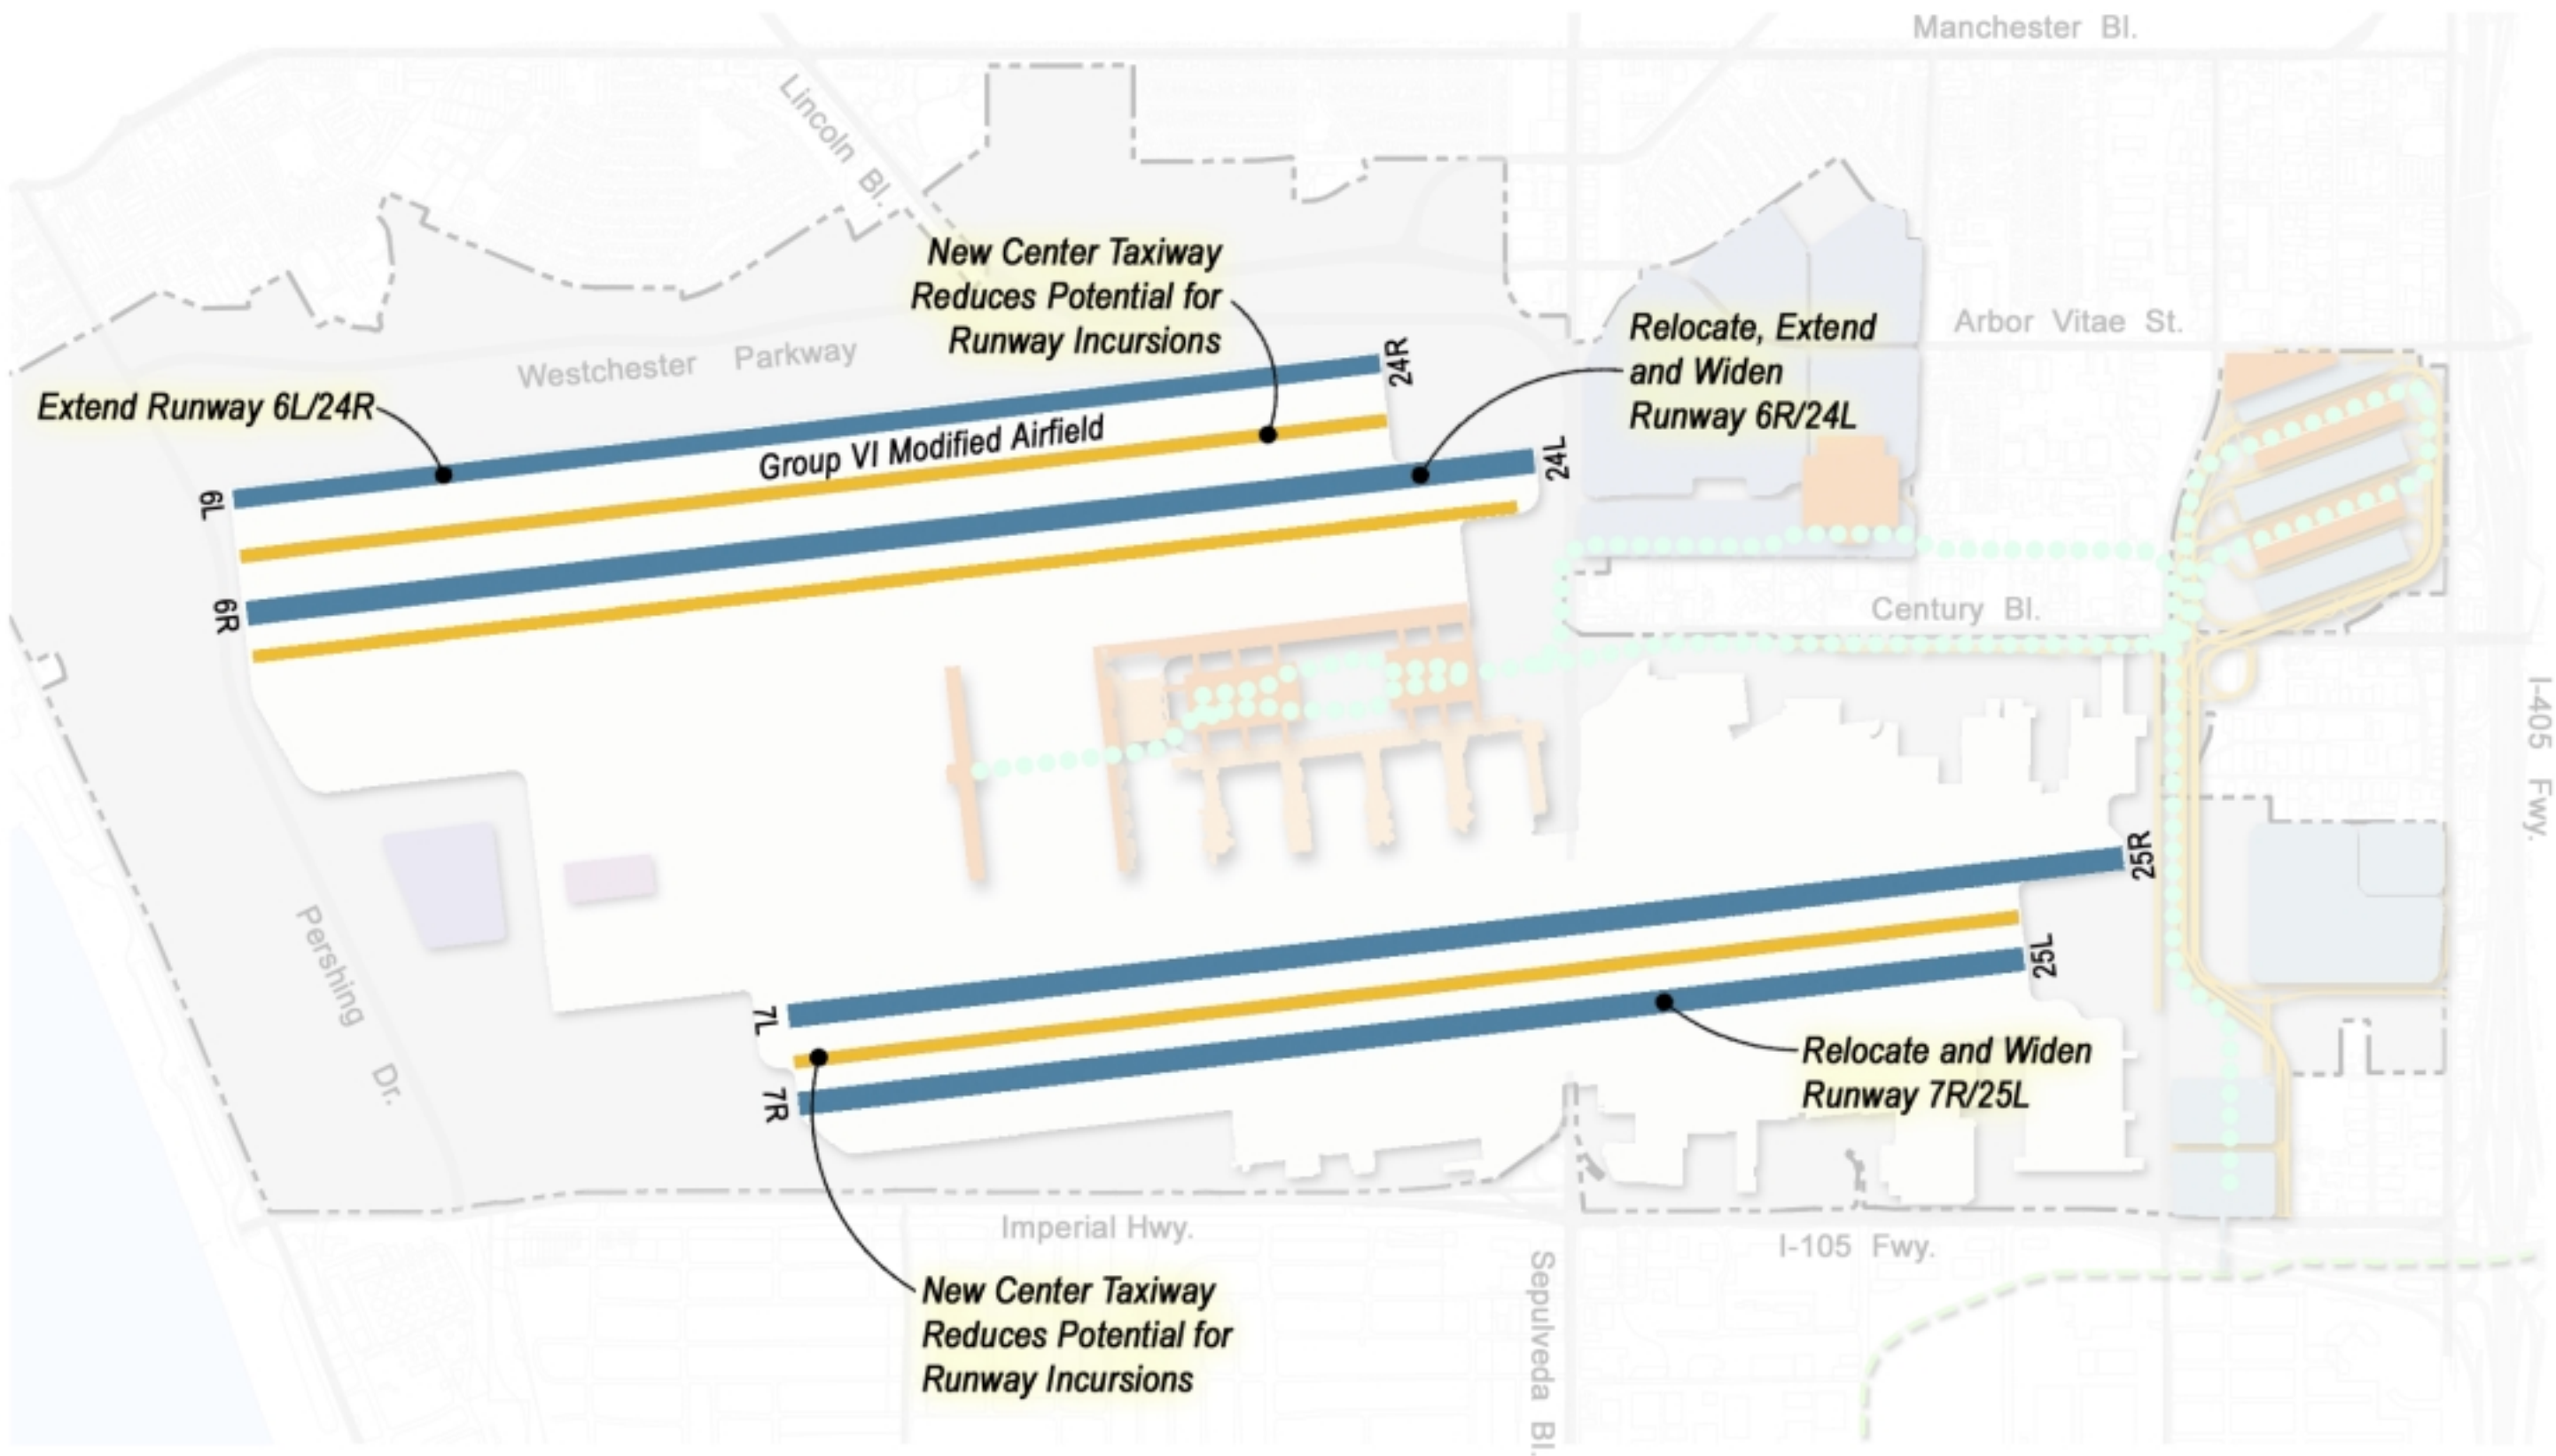 Manchester Bl.
Lincoln Bl.
New Center Taxiway
Reduces Potential for
Runway Incursions
Relocate, Extend
and Widen
Runway 6R/24L
Arbor Vitae St.
Westchester Parkway
24R
Extend Runway 6L/24R
Group VI Modified Airfield
24L
6L
6R
Century Bl.
I-405 Fwy.
25R
Pershing Dr.
25L
7L
7R
Relocate and Widen
Runway 7R/25L
Imperial Hwy.
I-105 Fwy.
Sepulveda Bl.
New Center Taxiway
Reduces Potential for
Runway Incursions